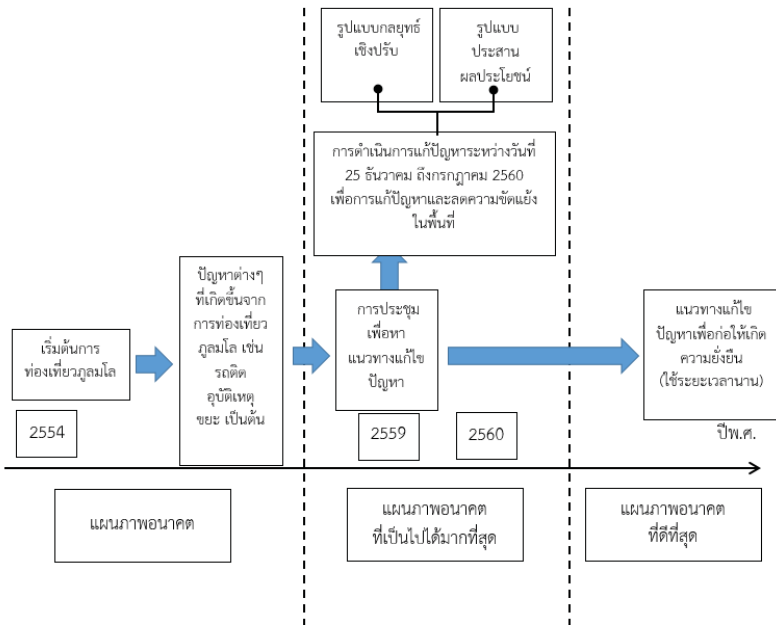 รูปแบบกลยุทธ์
เชิงปรับ
รูปแบบ
ประสาน
ผลประโยชน์
การดำเนินการแก้ปัญหาระหว่างวันที่
25 ธันวาคม ถึงกรกฎาคม 2560
เพื่อการแก้ปัญหาและลดความขัดแย้ง
ในพื้นที่
เริ่มต้นการ
ท่องเที่ยวภูลมโล
ปัญหาต่างๆ
ที่เกิดขึ้นจาก
การท่องเที่ยว
ภูลมโล เช่น
รถติด
อุบัติเหตุ
ขยะ เป็นต้น
การประชุม
เพื่อหา
แนวทางแก้ไข
ปัญหา
แนวทางแก้ไข
ปัญหาเพื่อก่อให้เกิด
ความยั่งยืน
(ใช้ระยะเวลานาน)
2554
2559
2560
ปีพ.ศ.
แผนภาพอนาคต
แผนภาพอนาคต
ที่เป็นไปได้มากที่สุด
แผนภาพอนาคต
ที่ดีที่สุด